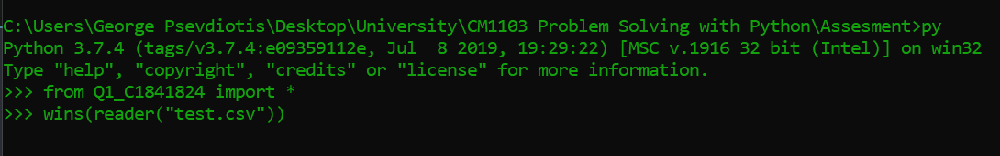 C:\Users\George Psevdiotis\Desktop\University\CM1103 Problem Solving with Python\Assesment>py
Python 3.7.4 (tags/v3.7.4:e09359112e, Jul  8 2019, 19:29:22) [MSC v.1916 32 bit (Intel)] on win32
Type "help", "copyright", "credits" or "license" for more information.
>>> from Q1_C1841824 import *
>>> wins(reader("test.csv"))